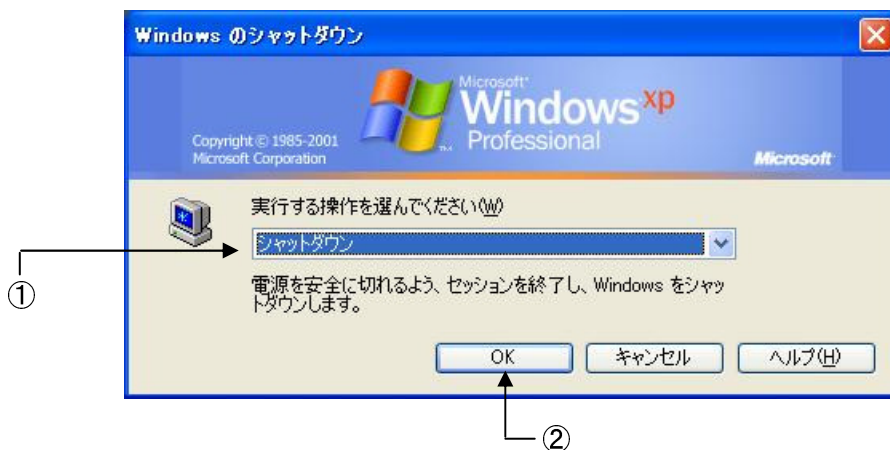 Windows のシャットダウン
Microsoft®
Windows xp
Professional
TM
Copyright © 1985-2001
Microsoft Corporation
Microsoft
実行する操作を選んでください(W)
シャットダウン
①
電源を安全に切れるよう、セッションを終了し、Windows をシャッ
トダウンします。
OK
キャンセル
ヘルプ(H)
②